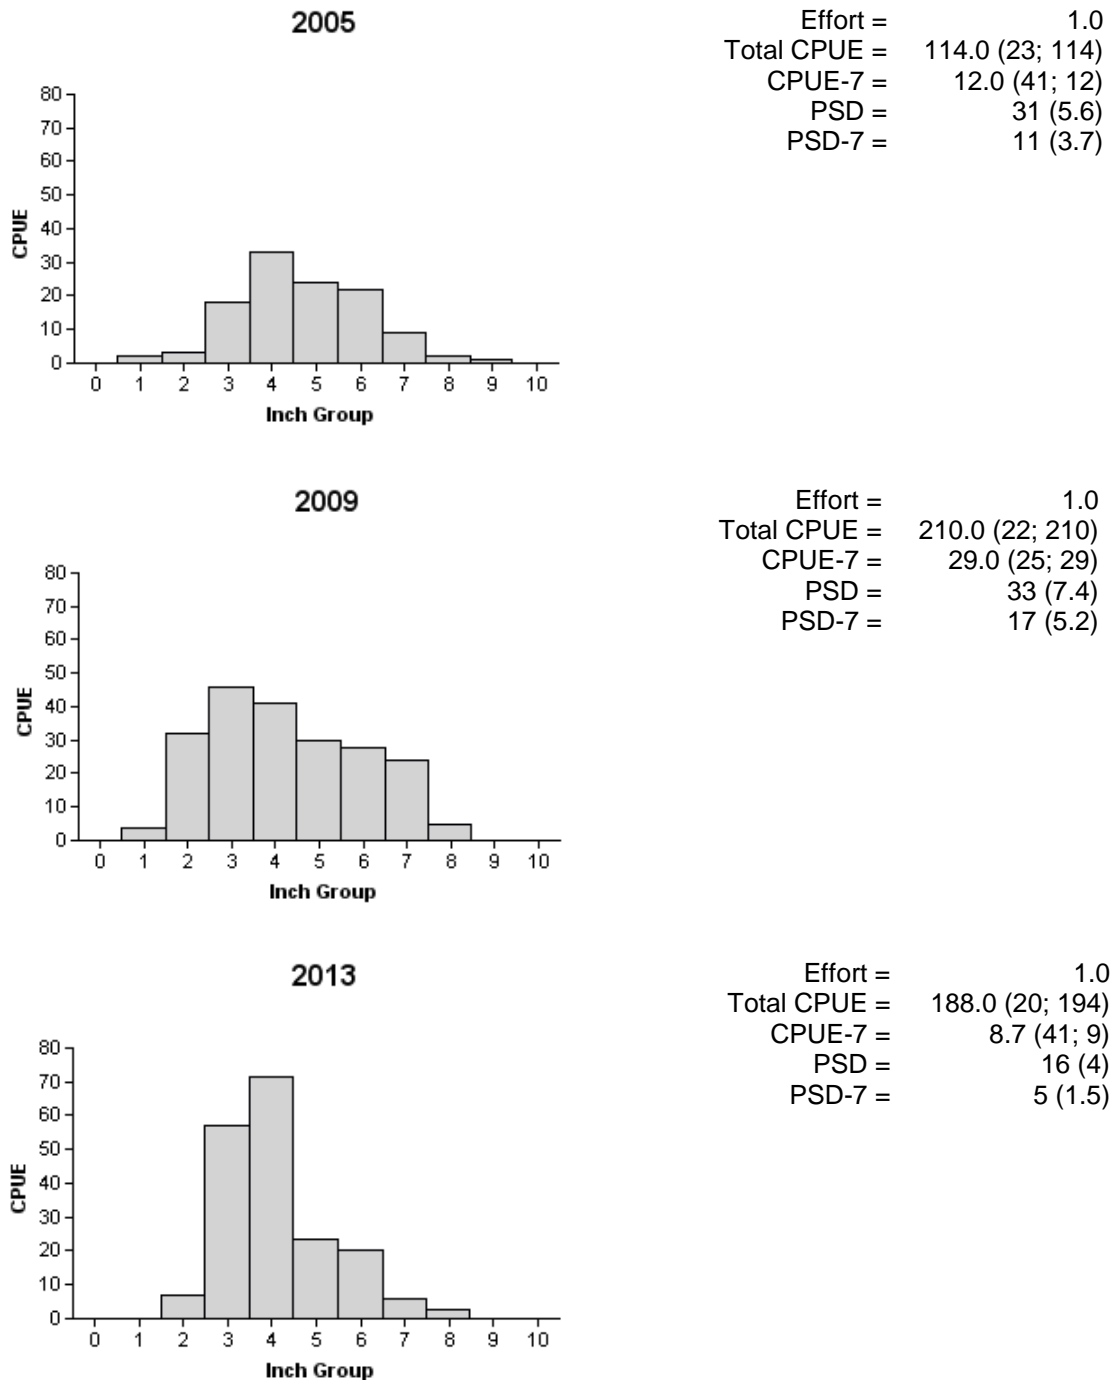 2005
Effort = 1.0
Total CPUE = 114.0 (23; 114)
CPUE-7 = 12.0 (41; 12)
PSD = 31 (5.6)
PSD-7 = 11 (3.7)
80
70
60
50
40
30
20
10
0
CPUE
0 1 2 3 4 5 6 7 8 9 10
Inch Group
2009
Effort = 1.0
Total CPUE = 210.0 (22; 210)
CPUE-7 = 29.0 (25; 29)
PSD = 33 (7.4)
PSD-7 = 17 (5.2)
80
70
60
50
40
30
20
10
0
CPUE
0 1 2 3 4 5 6 7 8 9 10
Inch Group
2013
Effort = 1.0
Total CPUE = 188.0 (20; 194)
CPUE-7 = 8.7 (41; 9)
PSD = 16 (4)
PSD-7 = 5 (1.5)
80
70
60
50
40
30
20
10
0
CPUE
0 1 2 3 4 5 6 7 8 9 10
Inch Group